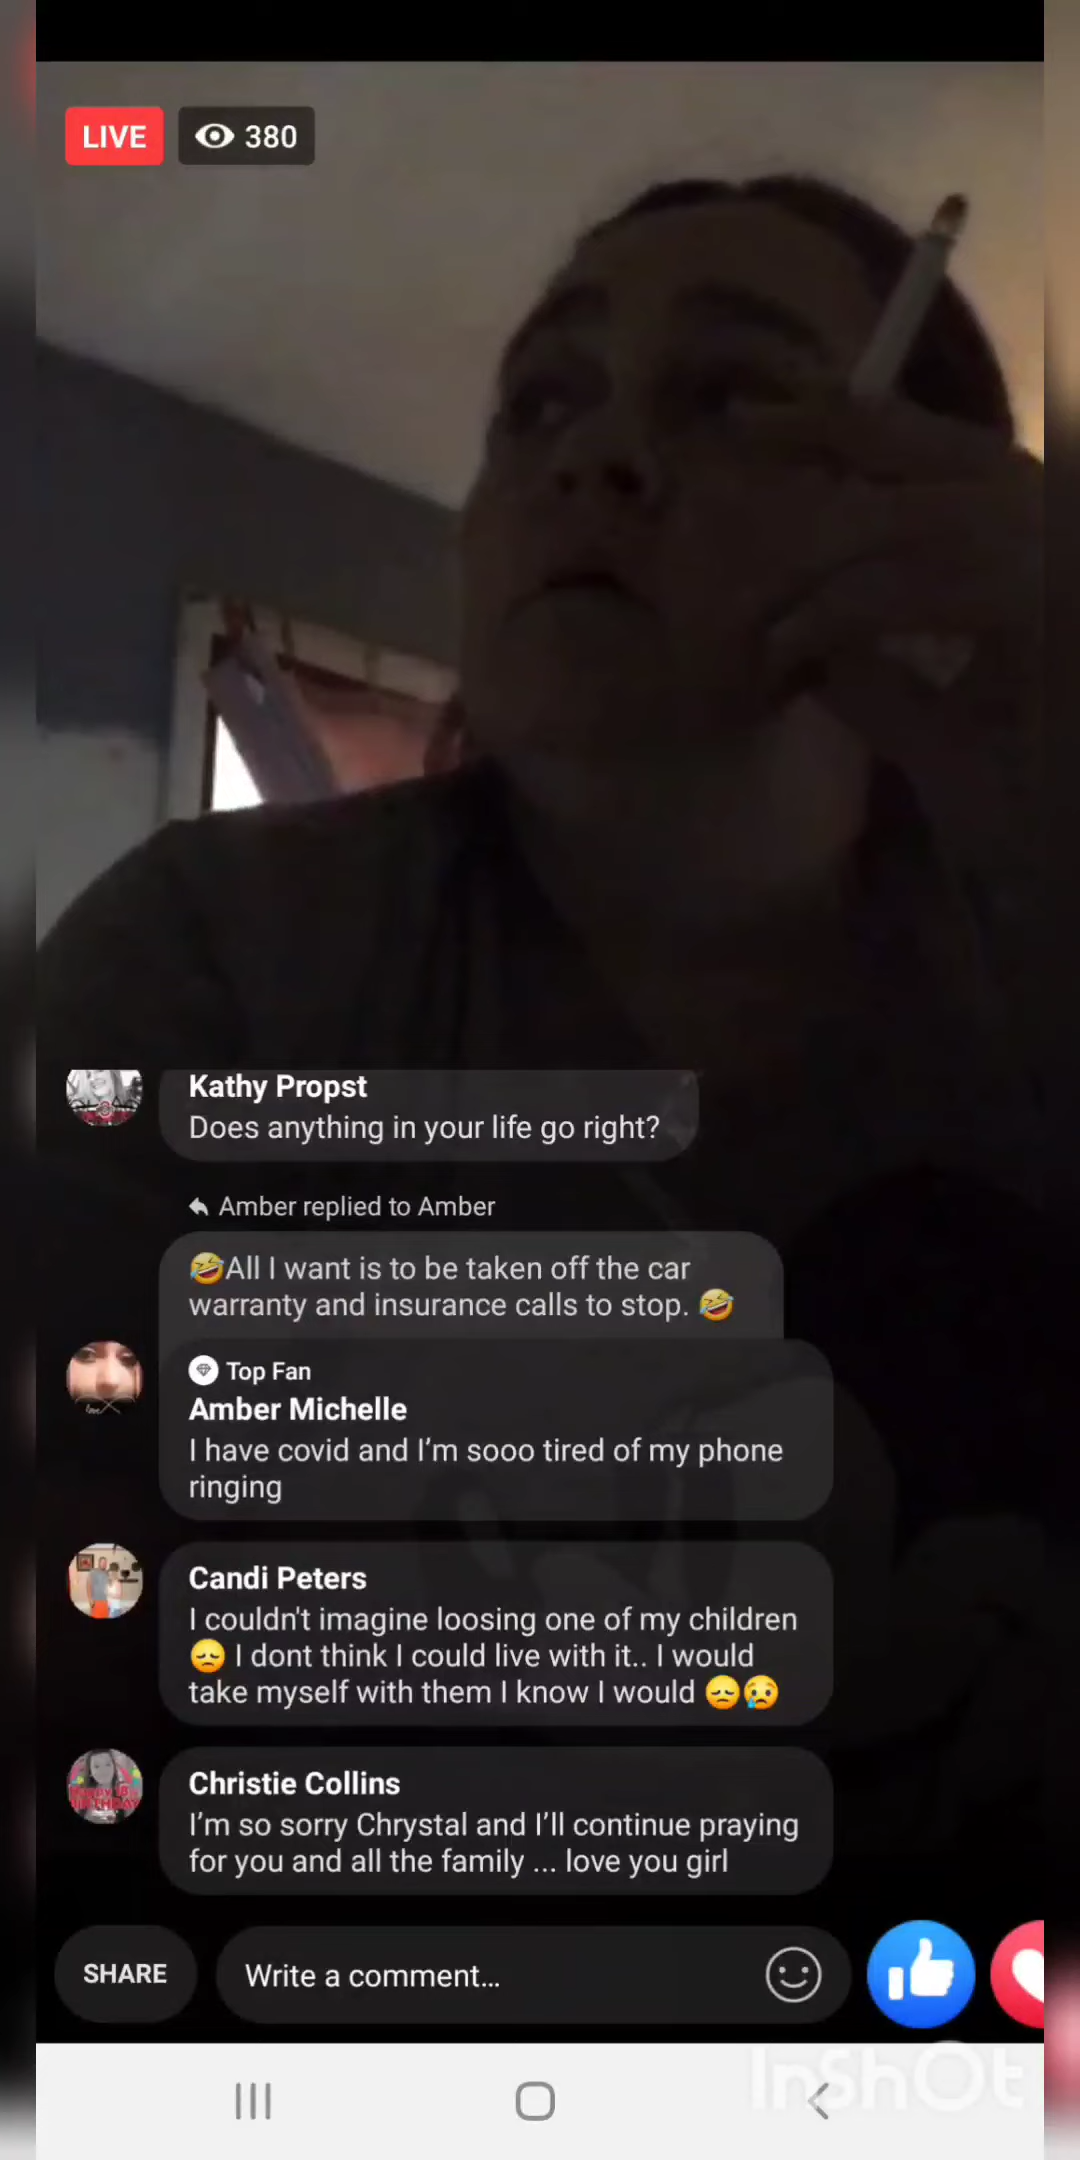 LIVE 380
Kathy Propst
Does anything in your life go right?
Amber replied to Amber
🤣All I want is to be taken off the car
warranty and insurance calls to stop. 🤣
Top Fan
Amber Michelle
I have covid and I’m sooo tired of my phone
ringing
Candi Peters
I couldn't imagine loosing one of my children
😞 I dont think I could live with it.. I would
take myself with them I know I would 😞😢
Christie Collins
I’m so sorry Chrystal and I’ll continue praying
for you and all the family ... love you girl
SHARE
Write a comment...
InShOt